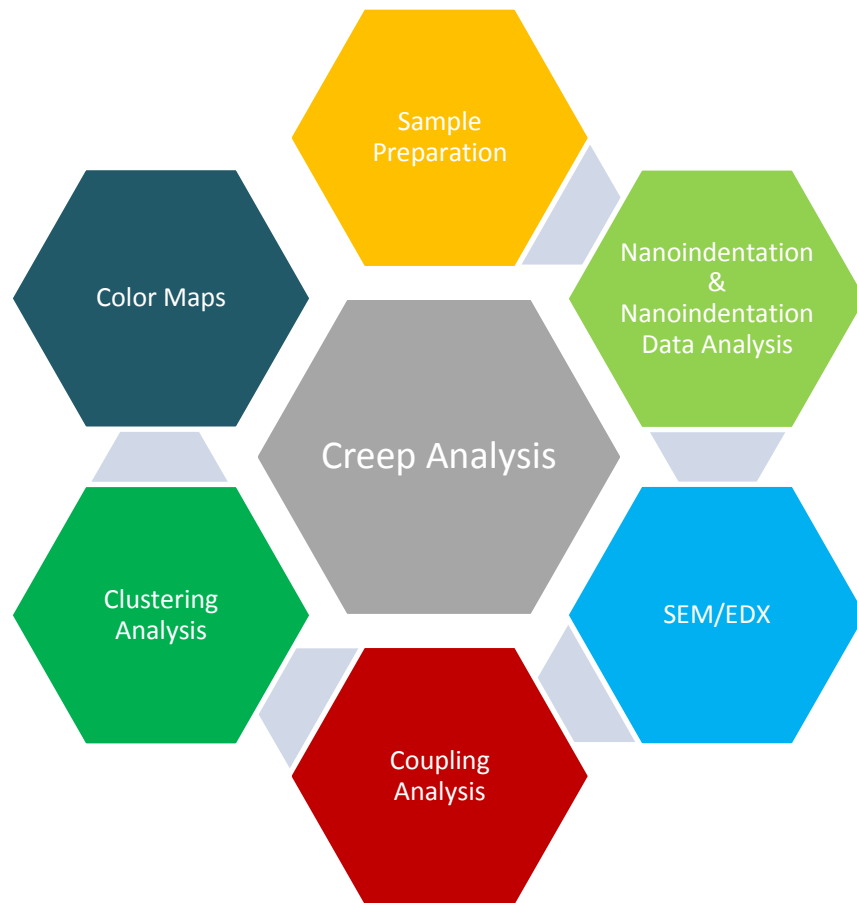 Sample
Preparation
Nanoindentation
&
Nanoindentation
Data Analysis
Color Maps
Creep Analysis
Clustering
Analysis
SEM/EDX
Coupling
Analysis